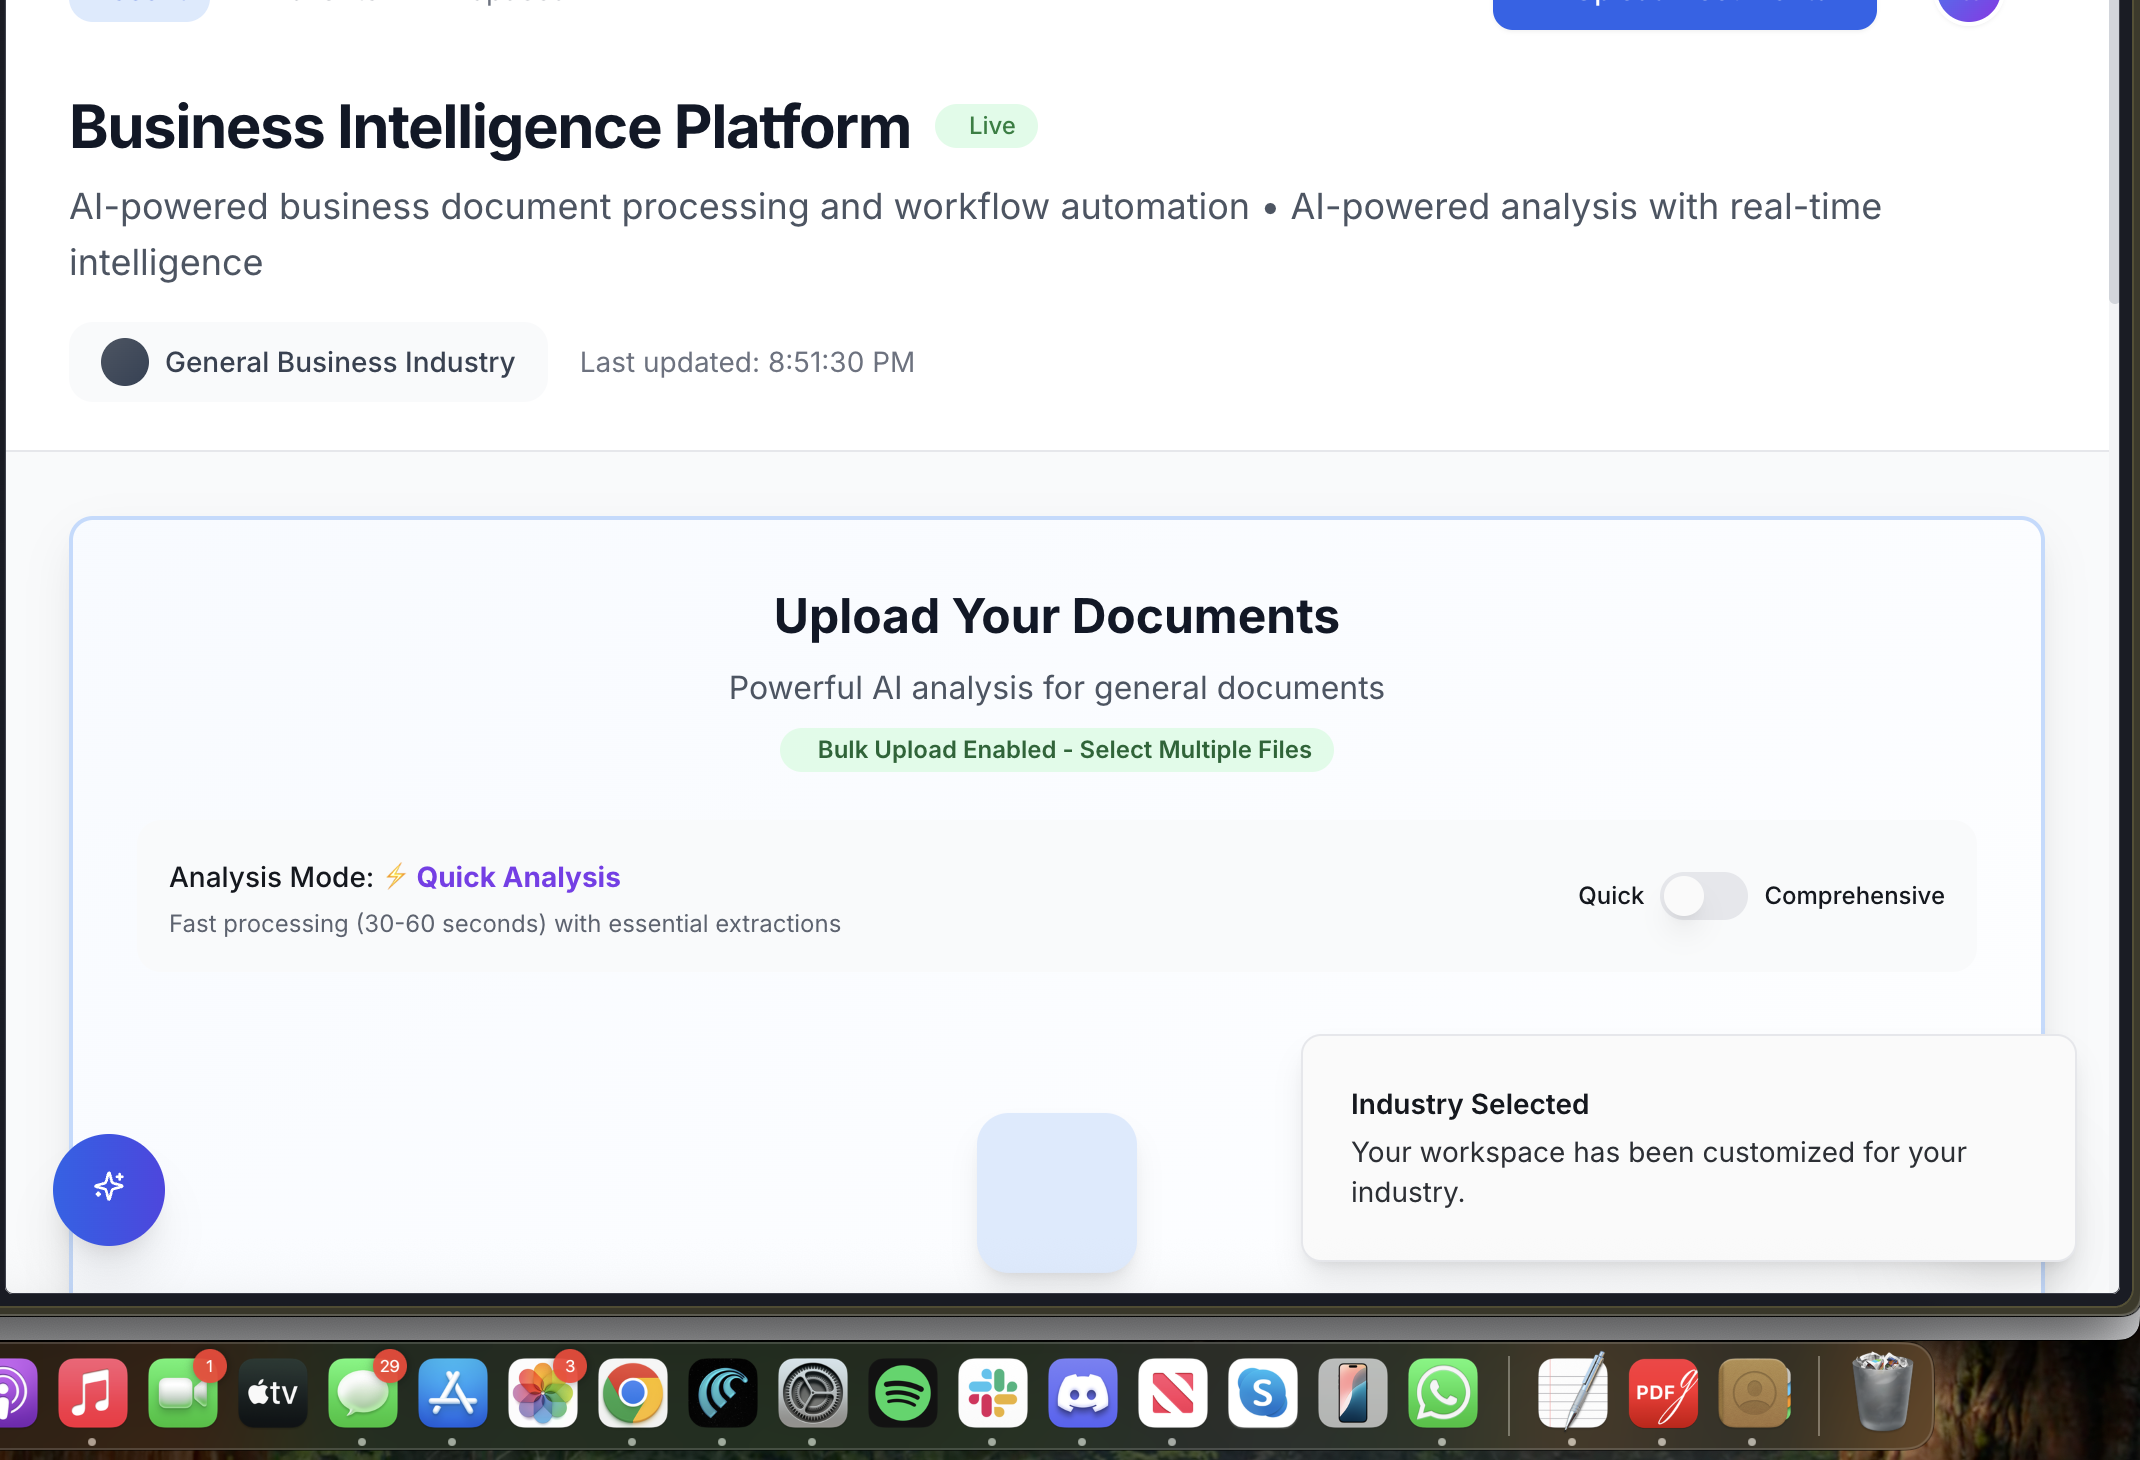 Business Intelligence Platform
Live
AI-powered business document processing and workflow automation • AI-powered analysis with real-time
intelligence
General Business Industry
Last updated: 8:51:30 PM
Upload Your Documents
Powerful AI analysis for general documents
Bulk Upload Enabled - Select Multiple Files
Analysis Mode: ⚡ Quick Analysis
Fast processing (30-60 seconds) with essential extractions
Quick
Comprehensive
Industry Selected
Your workspace has been customized for your
industry.
1
tv
29
3
S
PDF